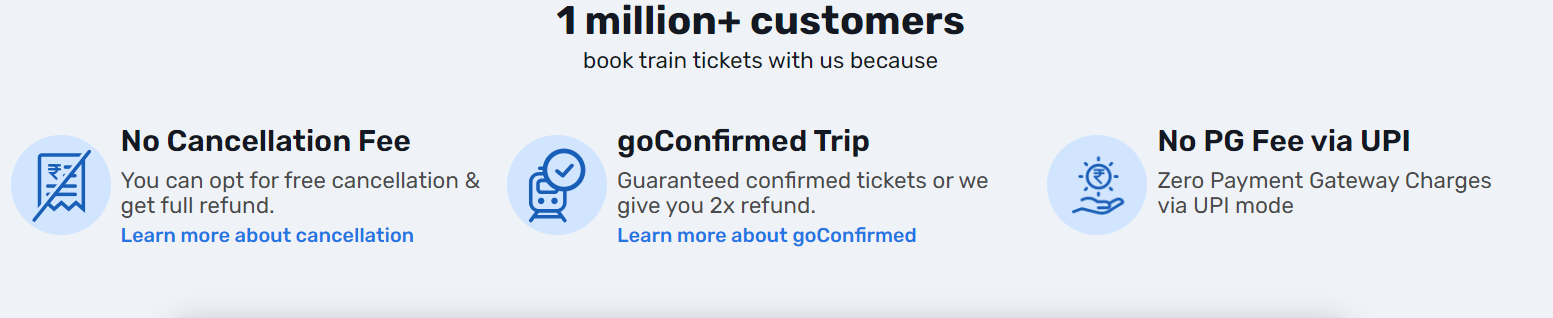 1 million+ customers
book train tickets with us because
No Cancellation Fee
You can opt for free cancellation &
get full refund.
Learn more about cancellation
goConfirmed Trip
Guaranteed confirmed tickets or we
give you 2x refund.
Learn more about goConfirmed
No PG Fee via UPI
Zero Payment Gateway Charges
via UPI mode